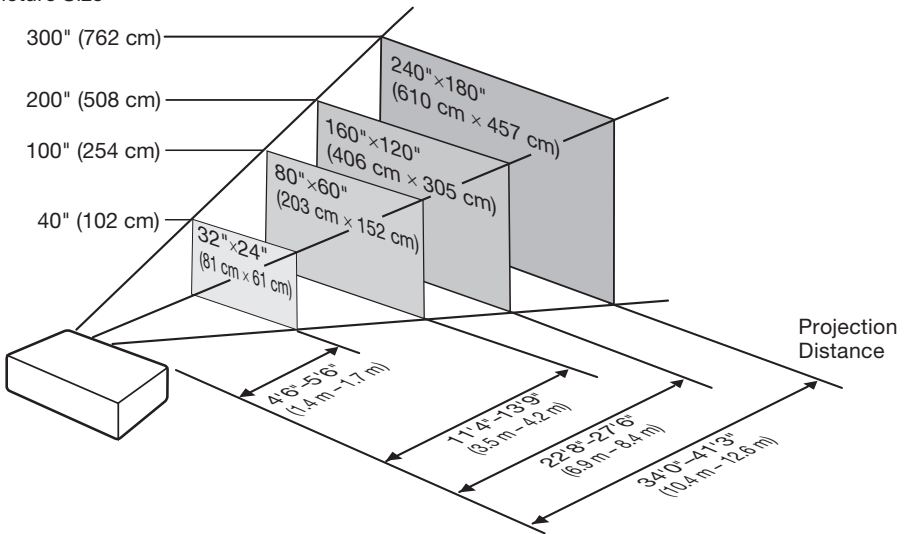 300" (762 cm)
200" (508 cm)
100" (254 cm)
40" (102 cm)
240"×180"
(610 cm × 457 cm)
160"×120"
(406 cm × 305 cm)
80"×60"
(203 cm × 152 cm)
32"×24"
(81 cm × 61 cm)
Projection
Distance
4'6"–5'6"
(1.4 m – 1.7 m)
11'4"–13'9"
(3.5 m – 4.2 m)
22'8"–27'6"
(6.9 m – 8.4 m)
34'0"–41'3"
(10.4 m – 12.6 m)